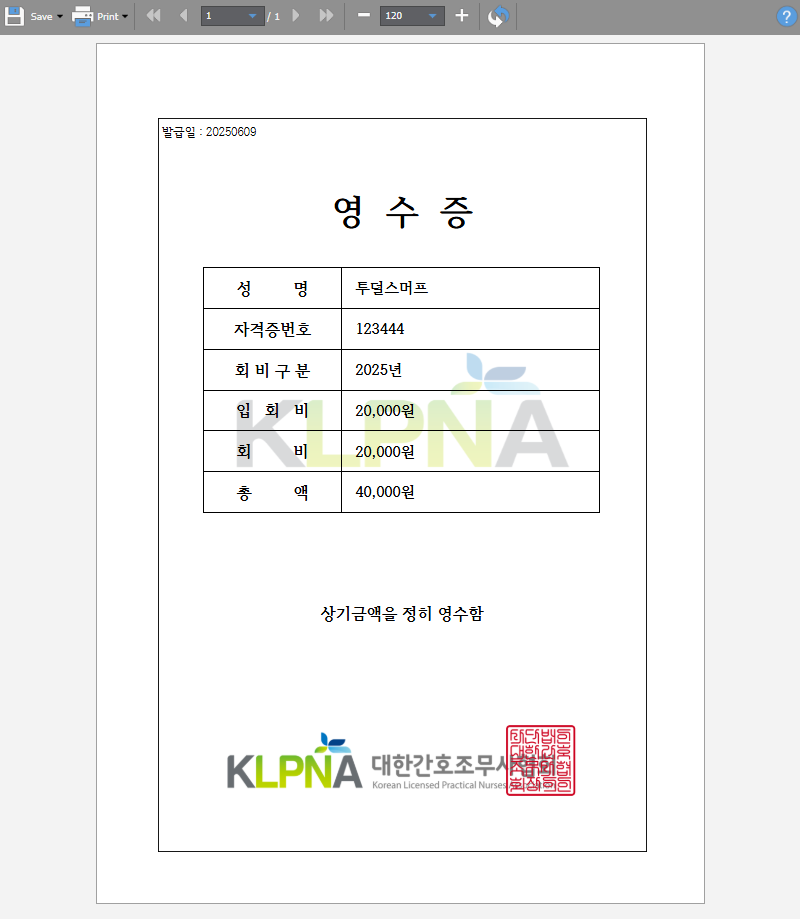 Save Print 1 / 1 120 ?
발급일 : 20250609
영 수 증
성 명 투덜스머프
자격증번호 123444
회 비 구 분 2025년
입 회 비 20,000원
회 비 20,000원
총 액 40,000원
KLPNA
상기금액을 정히 영수함
KLPNA 대한간호조무사협회
Korean Licensed Practical Nurses